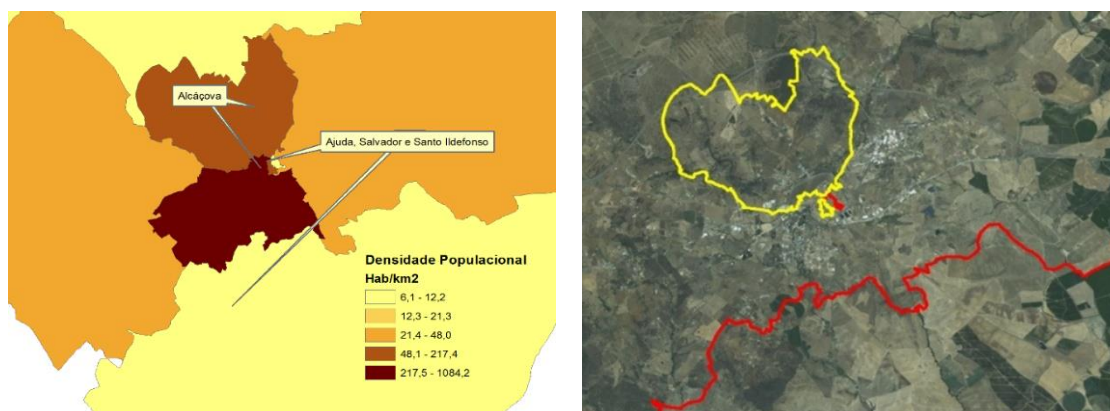 Alcáçova
Ajuda, Salvador e Santo Ildefonso
Densidade Populacional
Hab/km2
6,1 - 12,2
12,3 - 21,3
21,4 - 48,0
48,1 - 217,4
217,5 - 1084,2